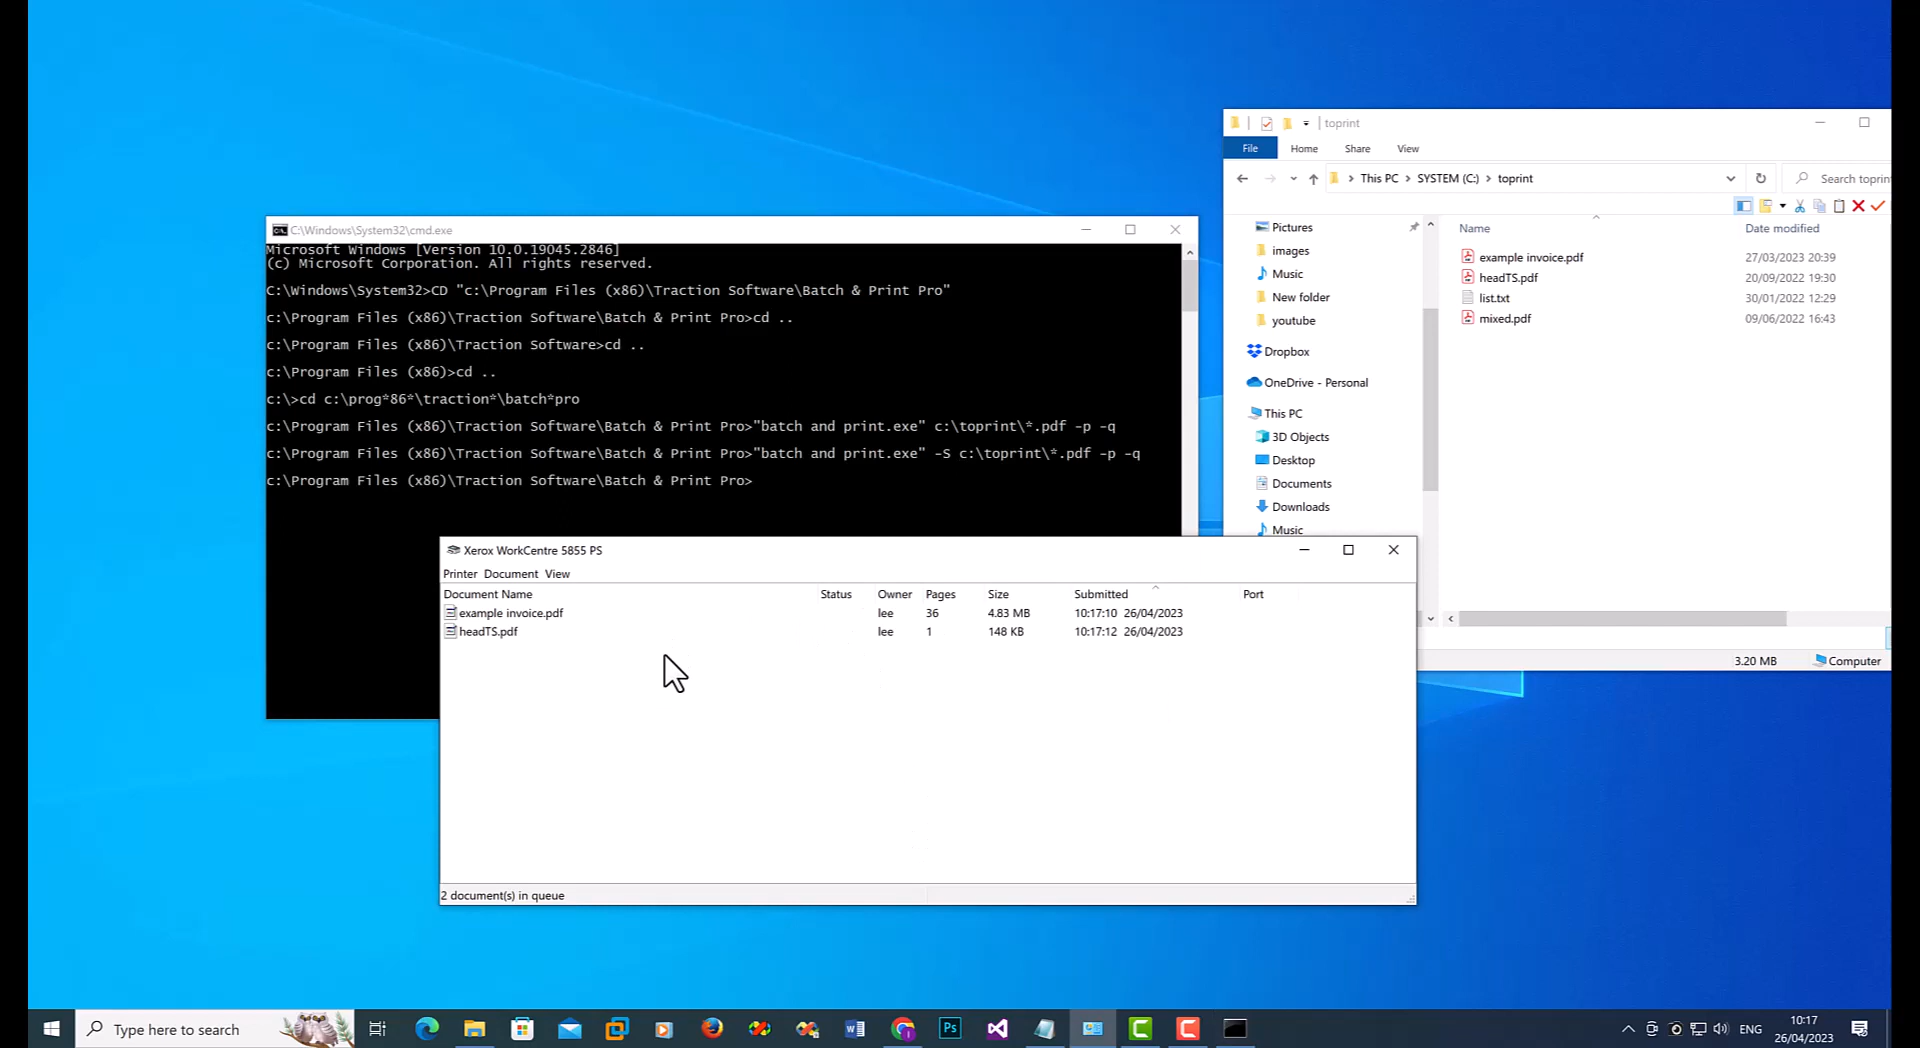 C:\Windows\System32\cmd.exe
Microsoft Windows [Version 10.0.19045.2846]
(c) Microsoft Corporation. All rights reserved.
C:\Windows\System32>CD "c:\Program Files (x86)\Traction Software\Batch & Print Pro"
c:\Program Files (x86)\Traction Software\Batch & Print Pro>cd ..
c:\Program Files (x86)\Traction Software>cd ..
c:\Program Files (x86)>cd ..
c:\>cd c:\prog*86*\traction*\batch*pro
c:\Program Files (x86)\Traction Software\Batch & Print Pro>"batch and print.exe" c:\toprint\*.pdf -p -q
c:\Program Files (x86)\Traction Software\Batch & Print Pro>"batch and print.exe" -S c:\toprint\*.pdf -p -q
c:\Program Files (x86)\Traction Software\Batch & Print Pro>
toprint
File Home Share View
This PC > SYSTEM (C:) > toprint
Search toprin
Pictures
images
Music
New folder
youtube
Dropbox
OneDrive - Personal
This PC
3D Objects
Desktop
Documents
Downloads
Music
Name Date modified
example invoice.pdf 27/03/2023 20:39
headTS.pdf 20/09/2022 19:30
list.txt 30/01/2022 12:29
mixed.pdf 09/06/2022 16:43
3.20 MB Computer
Xerox WorkCentre 5855 PS
Printer Document View
Document Name Status Owner Pages Size Submitted Port
example invoice.pdf lee 36 4.83 MB 10:17:10 26/04/2023
headTS.pdf lee 1 148 KB 10:17:12 26/04/2023
2 document(s) in queue
Type here to search
Ps
ENG
10:17
26/04/2023